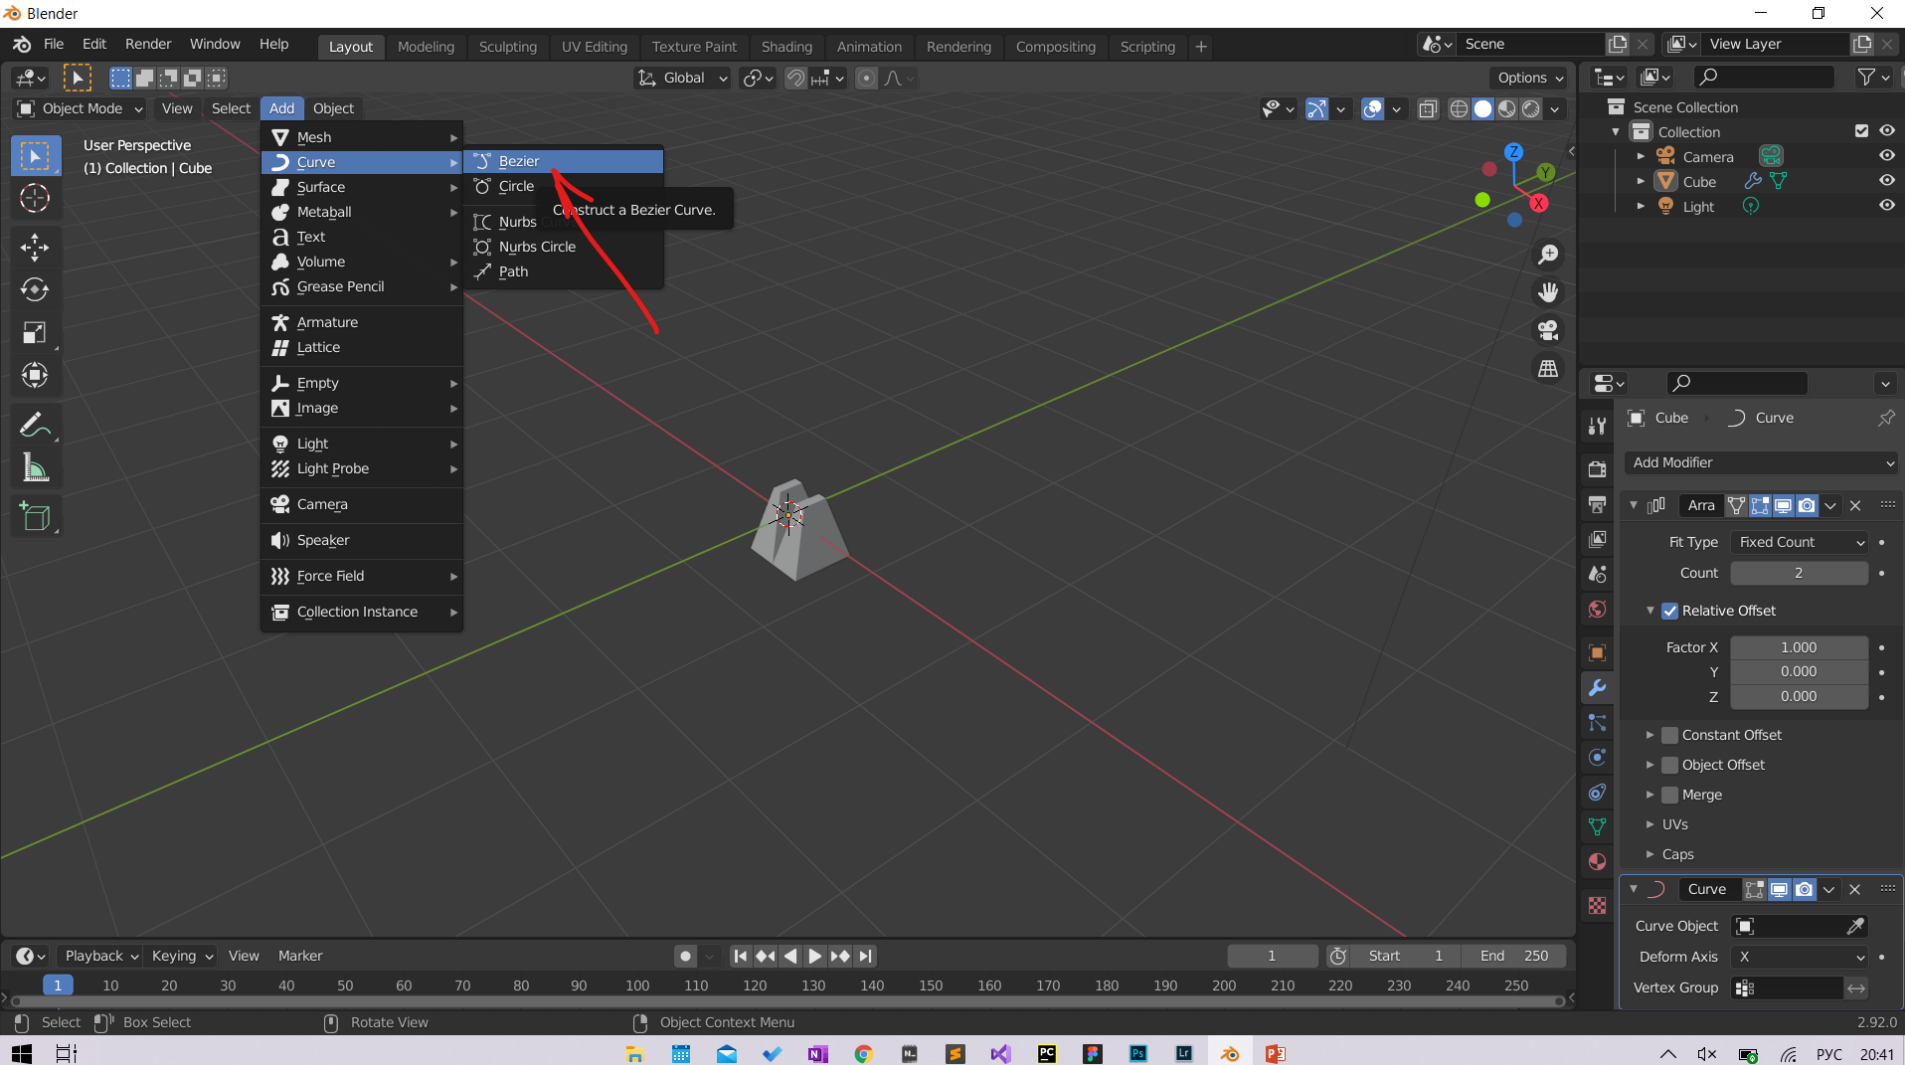 Blender
File Edit Render Window Help Layout Modeling Sculpting UV Editing Texture Paint Shading Animation Rendering Compositing Scripting + Scene View Layer
Global Options
Object Mode View Select Add Object
Scene Collection
Collection
Camera
Cube
Light
User Perspective
(1) Collection | Cube
Mesh
Curve
Surface
Metaball
Text
Volume
Grease Pencil
Armature
Lattice
Empty
Image
Light
Light Probe
Camera
Speaker
Force Field
Collection Instance
Bezier
Circle
Construct a Bezier Curve.
Nurbs
Nurbs Circle
Path
Z
Y
X
Cube Curve
Add Modifier
Arra
Fit Type Fixed Count
Count 2
Relative Offset
Factor X 1.000
Y 0.000
Z 0.000
Constant Offset
Object Offset
Merge
UVs
Caps
Curve
Curve Object
Deform Axis X
Vertex Group
Playback Keying View Marker 1 Start 1 End 250
1 10 20 30 40 50 60 70 80 90 100 110 120 130 140 150 160 170 180 190 200 210 220 230 240 250
Select Box Select Rotate View Object Context Menu 2.92.0
РУС 20:41